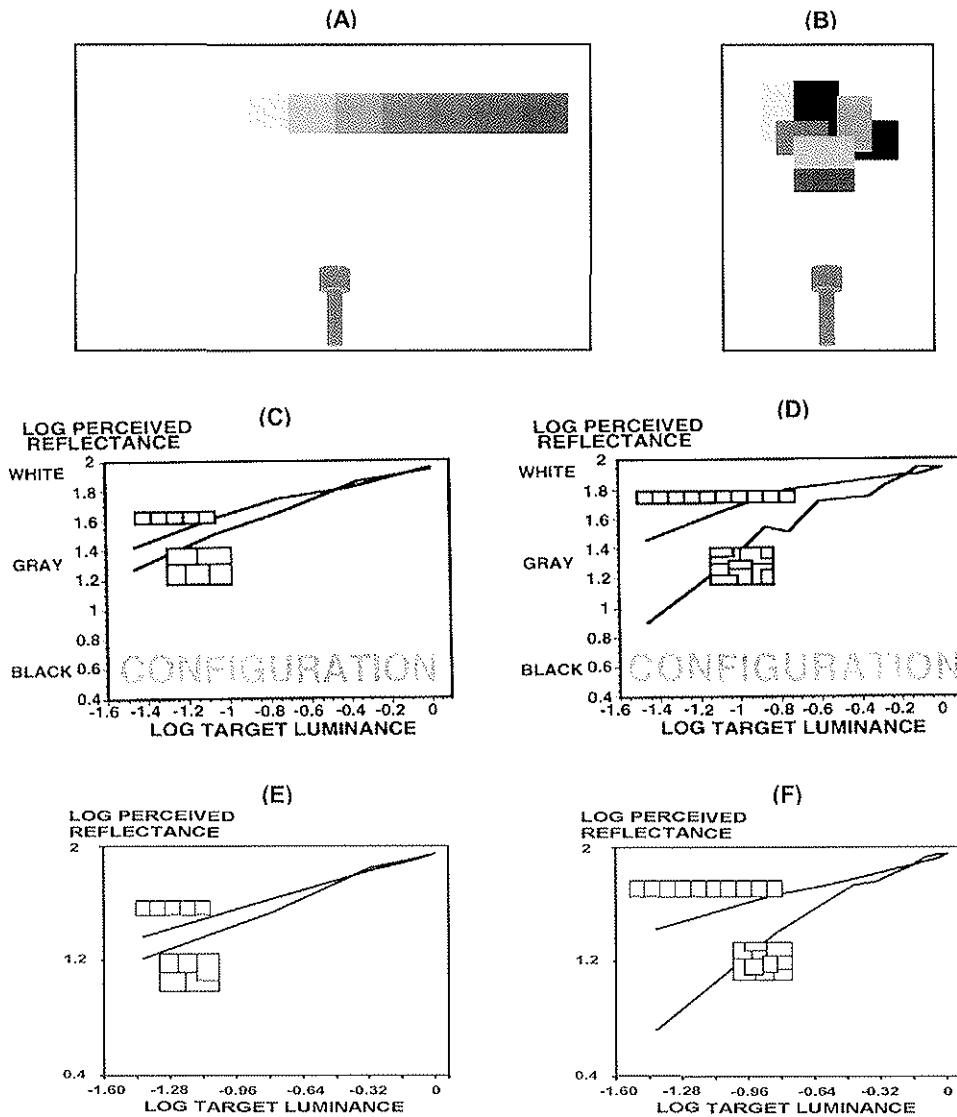 (A)
(B)
(C)
LOG PERCEIVED
REFLECTANCE
WHITE
GRAY
BLACK
2
1.8
1.6
1.4
1.2
1
0.8
0.6
0.4
CONFIGURATION
-1.6 -1.4 -1.2 -1 -0.8 -0.6 -0.4 -0.2 0
LOG TARGET LUMINANCE
(D)
LOG PERCEIVED
REFLECTANCE
WHITE
GRAY
BLACK
2
1.8
1.6
1.4
1.2
1
0.8
0.6
0.4
CONFIGURATION
-1.6 -1.4 -1.2 -1 -0.8 -0.6 -0.4 -0.2 0
LOG TARGET LUMINANCE
(E)
LOG PERCEIVED
REFLECTANCE
2
1.2
0.4
-1.60 -1.28 -0.96 -0.64 -0.32 0
LOG TARGET LUMINANCE
(F)
LOG PERCEIVED
REFLECTANCE
2
1.2
0.4
-1.60 -1.28 -0.96 -0.64 -0.32 0
LOG TARGET LUMINANCE